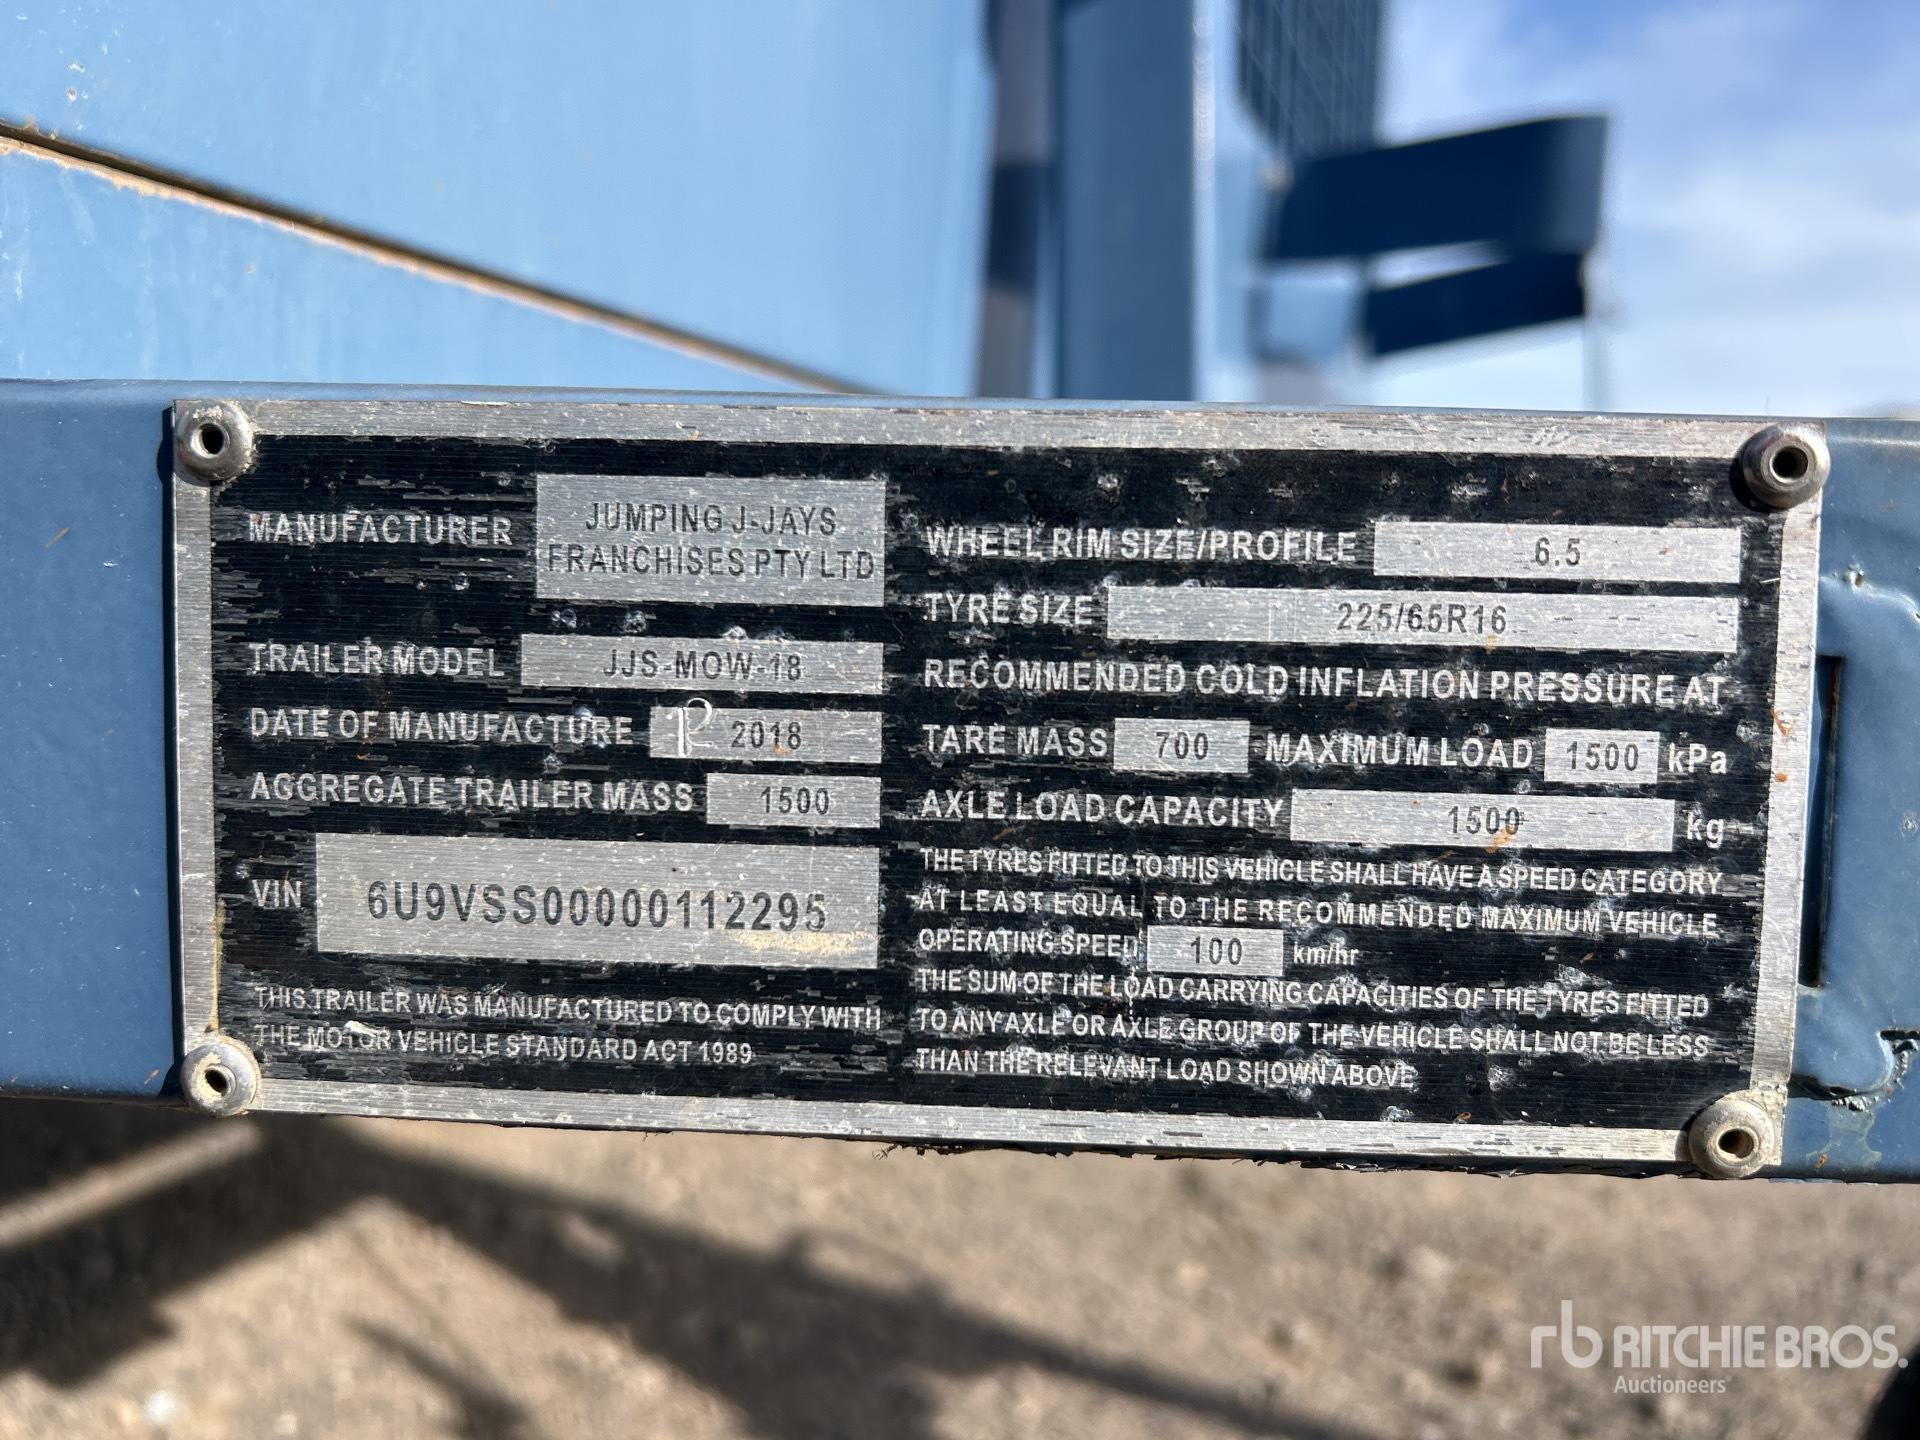 MANUFACTURER JUMPING J-JAYS
FRANCHISES PTY LTD
TRAILER MODEL JJS-MOW-18
DATE OF MANUFACTURE 2018
AGGREGATE TRAILER MASS 1500
VIN 6U9VSS00000112295
THIS TRAILER WAS MANUFACTURED TO COMPLY WITH
THE MOTOR VEHICLE STANDARD ACT 1989
WHEEL RIM SIZE/PROFILE 6.5
TYRE SIZE 225/65R16
RECOMMENDED COLD INFLATION PRESSURE AT
TARE MASS 700 MAXIMUM LOAD 1500 kPa
AXLE LOAD CAPACITY 1500 kg
THE TYRES FITTED TO THIS VEHICLE SHALL HAVE A SPEED CATEGORY
AT LEAST EQUAL TO THE RECOMMENDED MAXIMUM VEHICLE
OPERATING SPEED 100 km/hr
THE SUM OF THE LOAD CARRYING CAPACITIES OF THE TYRES FITTED
TO ANY AXLE OR AXLE GROUP OF THE VEHICLE SHALL NOT BE LESS
THAN THE RELEVANT LOAD SHOWN ABOVE
rb RITCHIE BROS.
Auctioneers